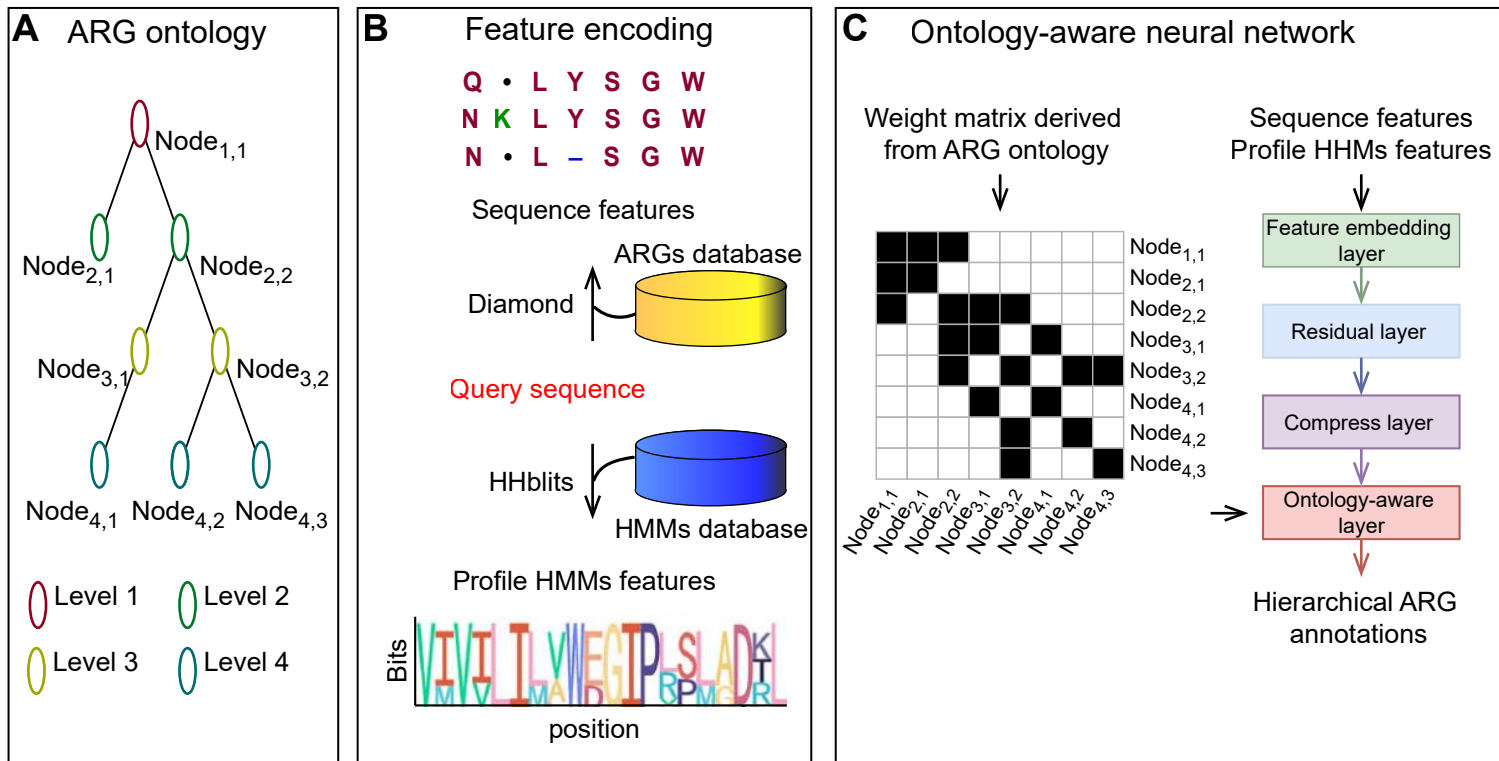 A ARG ontology
Node1,1
Node2,1
Node2,2
Node3,1
Node3,2
Node4,1
Node4,2
Node4,3
Level 1
Level 2
Level 3
Level 4
B Feature encoding
Q • L Y S G W
N K L Y S G W
N • L – S G W
Sequence features
ARGs database
Diamond
Query sequence
HHblits
HMMs database
Profile HMMs features
Bits
position
C Ontology-aware neural network
Weight matrix derived
from ARG ontology
Node1,1
Node2,1
Node2,2
Node3,1
Node3,2
Node4,1
Node4,2
Node4,3
Node1,1
Node2,1
Node2,2
Node3,1
Node3,2
Node4,1
Node4,2
Node4,3
Sequence features
Profile HHMs features
Feature embedding
layer
Residual layer
Compress layer
Ontology-aware
layer
Hierarchical ARG
annotations